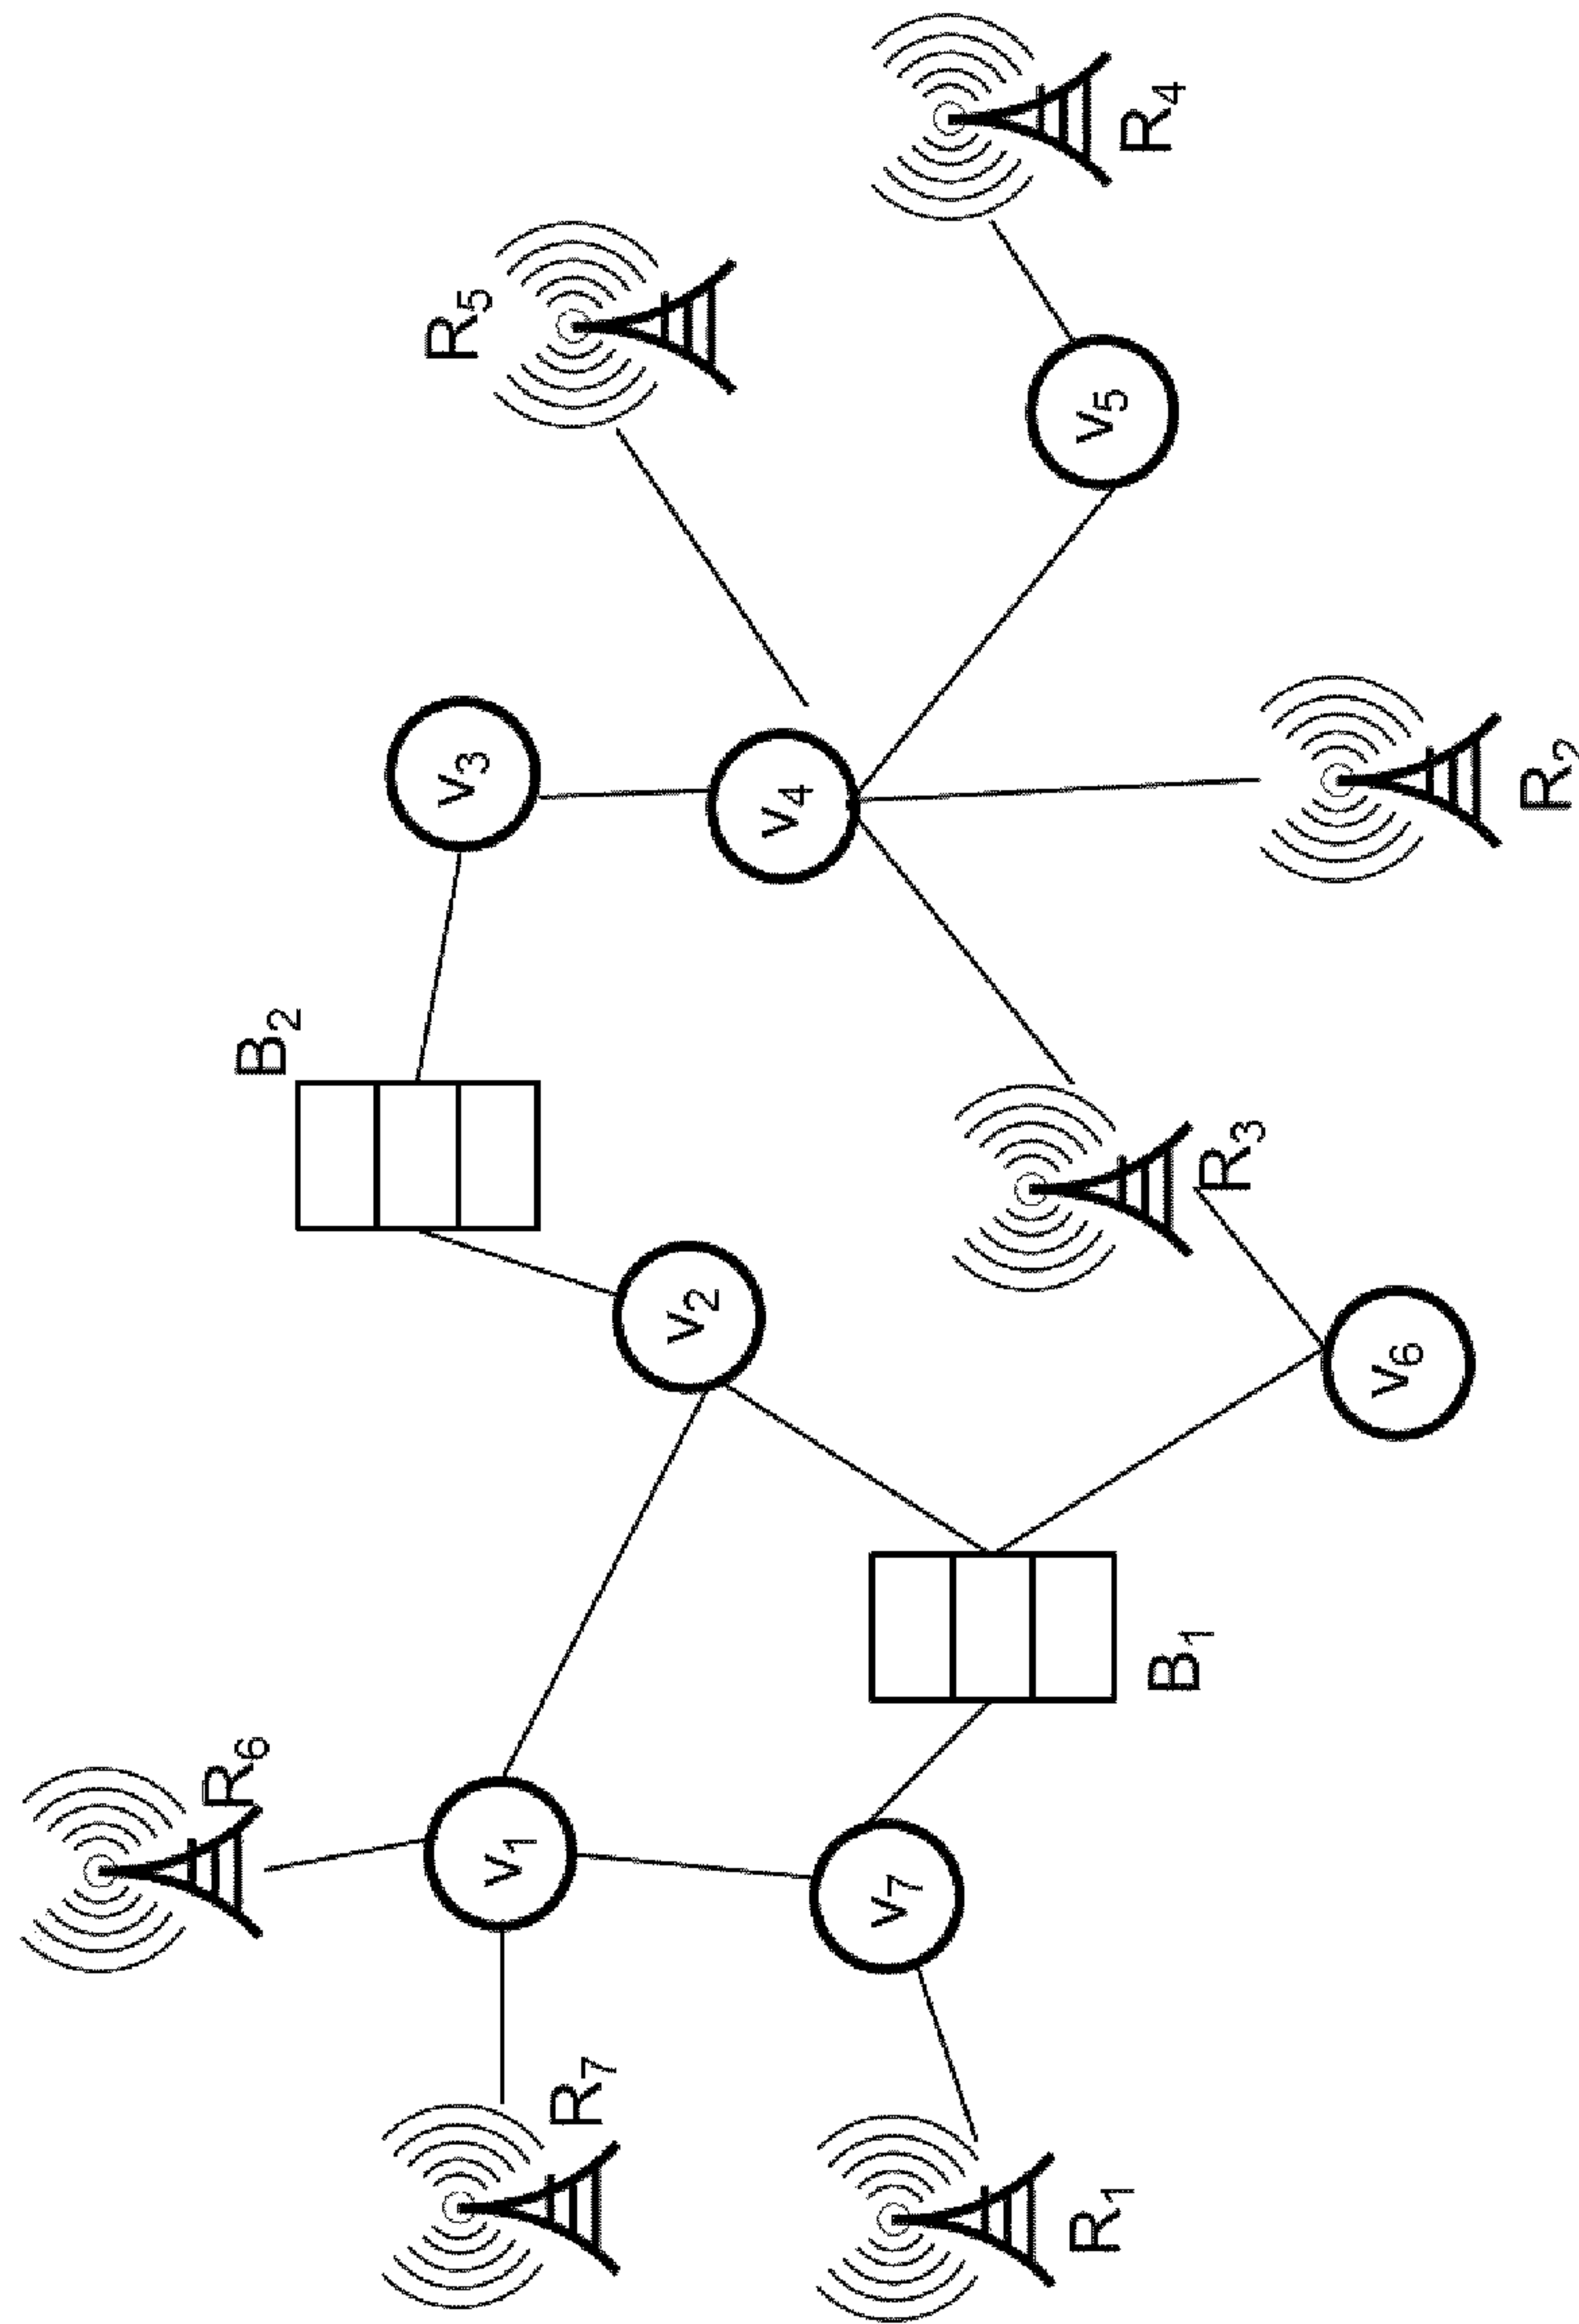 R₆
R₇
v₁
v₇
R₁
B₂
v₂
B₁
v₃
R₃
v₆
R₅
v₄
v₅
R₂
R₄